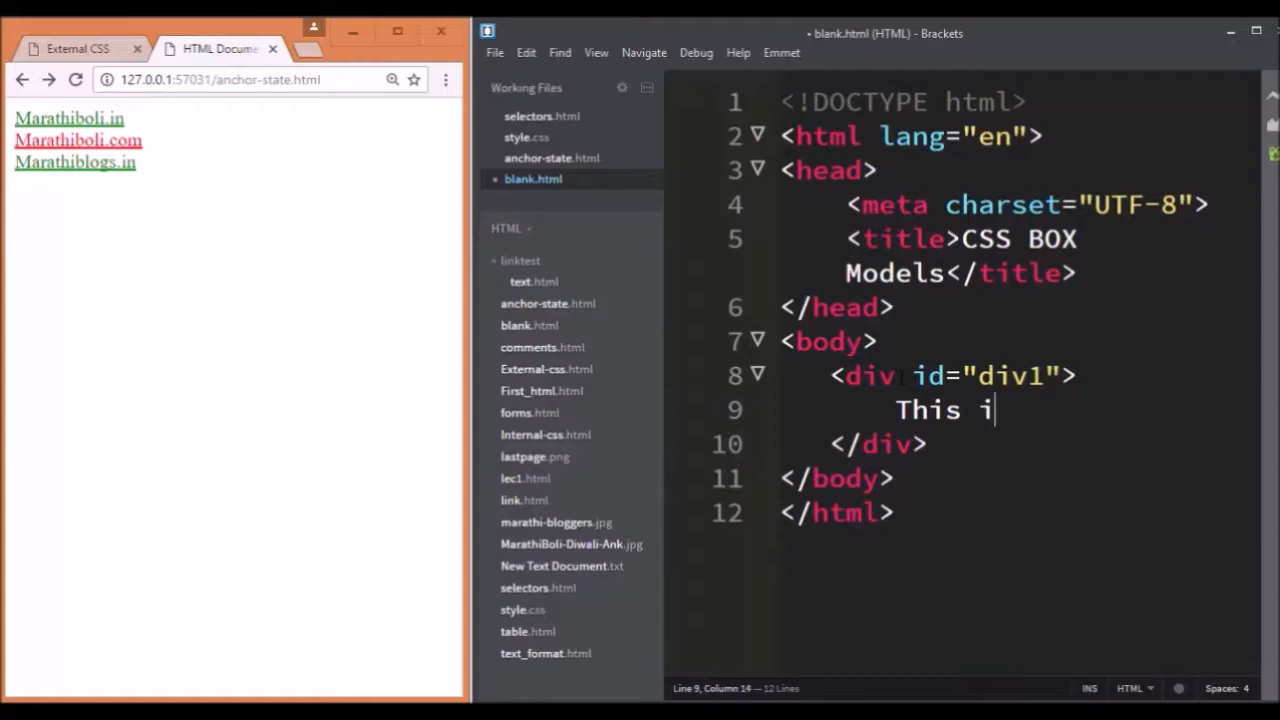 External CSS
HTML Docume
127.0.0.1:57031/anchor-state.html
Marathiboli.in
Marathiboli.com
Marathiblogs.in
• blank.html (HTML) - Brackets
File Edit Find View Navigate Debug Help Emmet
Working Files
selectors.html
style.css
anchor-state.html
blank.html
HTML
linktest
text.html
anchor-state.html
blank.html
comments.html
External-css.html
First_html.html
forms.html
Internal-css.html
lastpage.png
lec1.html
link.html
marathi-bloggers.jpg
MarathiBoli-Diwali-Ank.jpg
New Text Document.txt
selectors.html
style.css
table.html
text_format.html
1 <!DOCTYPE html>
2 <html lang="en">
3 <head>
4 <meta charset="UTF-8">
5 <title>CSS BOX
Models</title>
6 </head>
7 <body>
8 <div id="div1">
9 This i
10 </div>
11 </body>
12 </html>
Line 9, Column 14 — 12 Lines
INS HTML Spaces: 4